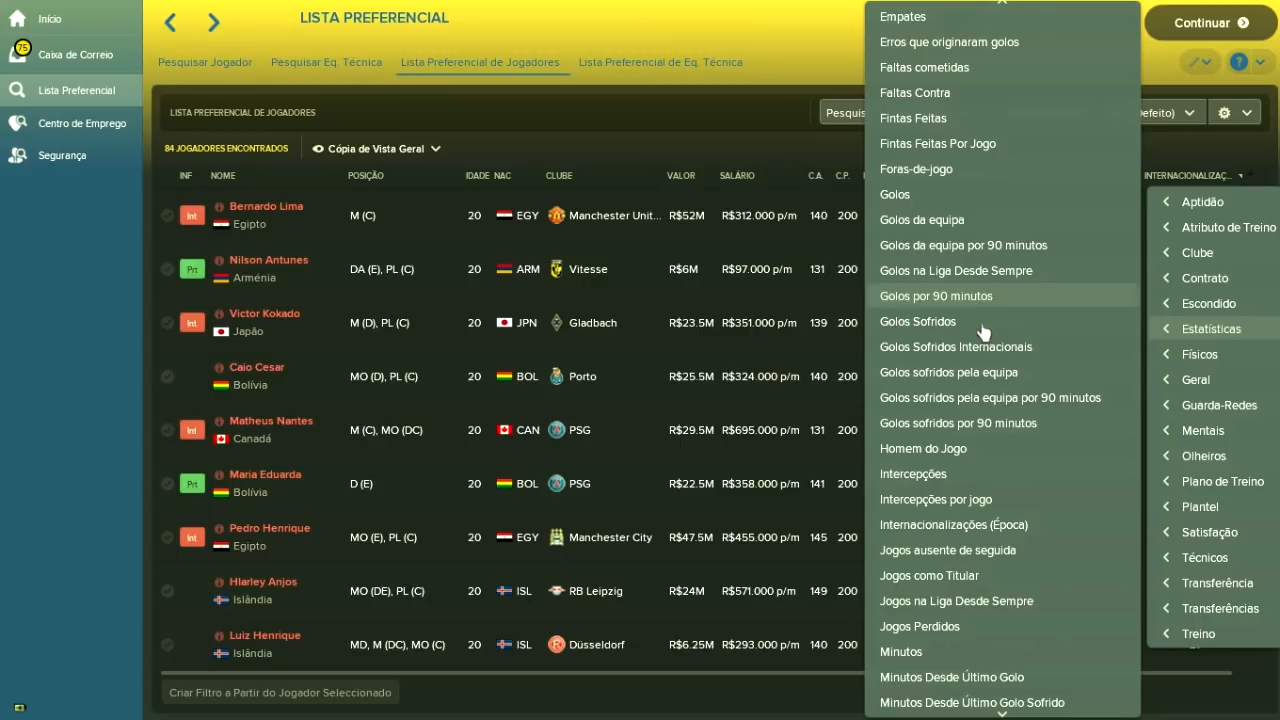 Início
75
Caixa de Correio
Lista Preferencial
Centro de Emprego
Segurança
LISTA PREFERENCIAL
Continuar
Pesquisar Jogador
Pesquisar Eq. Técnica
Lista Preferencial de Jogadores
Lista Preferencial de Eq. Técnica
?
LISTA PREFERENCIAL DE JOGADORES
84 JOGADORES ENCONTRADOS
Cópia de Vista Geral
INF NOME POSIÇÃO IDADE NAC CLUBE VALOR SALÁRIO C.A. C.P. INTERNACIONALIZAÇ...
Int Bernardo Lima
Egipto
M (C) 20 EGY Manchester Unit... R$52M R$312.000 p/m 140 200
Prt Nilson Antunes
Arménia
DA (E), PL (C) 20 ARM Vitesse R$6M R$97.000 p/m 131 200
Int Victor Kokado
Japão
M (D), PL (C) 20 JPN Gladbach R$23.5M R$351.000 p/m 139 200
Caio Cesar
Bolívia
MO (D), PL (C) 20 BOL Porto R$25.5M R$324.000 p/m 140 200
Int Matheus Nantes
Canadá
M (C), MO (DC) 20 CAN PSG R$29.5M R$695.000 p/m 131 200
Prt Maria Eduarda
Bolívia
D (E) 20 BOL PSG R$22.5M R$358.000 p/m 141 200
Int Pedro Henrique
Egipto
MO (E), PL (C) 20 EGY Manchester City R$47.5M R$455.000 p/m 145 200
Hlarley Anjos
Islândia
MO (DE), PL (C) 20 ISL RB Leipzig R$24M R$571.000 p/m 149 200
Luiz Henrique
Islândia
MD, M (DC), MO (C) 20 ISL Düsseldorf R$6.25M R$293.000 p/m 140 200
Criar Filtro a Partir do Jogador Seleccionado
Empates
Erros que originaram golos
Faltas cometidas
Faltas Contra
Fintas Feitas
Fintas Feitas Por Jogo
Foras-de-jogo
Golos
Golos da equipa
Golos da equipa por 90 minutos
Golos na Liga Desde Sempre
Golos por 90 minutos
Golos Sofridos
Golos Sofridos Internacionais
Golos sofridos pela equipa
Golos sofridos pela equipa por 90 minutos
Golos sofridos por 90 minutos
Homem do Jogo
Intercepções
Intercepções por jogo
Internacionalizações (Época)
Jogos ausente de seguida
Jogos como Titular
Jogos na Liga Desde Sempre
Jogos Perdidos
Minutos
Minutos Desde Último Golo
Minutos Desde Último Golo Sofrido
Aptidão
Atributo de Treino
Clube
Contrato
Escondido
Estatísticas
Físicos
Geral
Guarda-Redes
Mentais
Olheiros
Plano de Treino
Plantel
Satisfação
Técnicos
Transferência
Transferências
Treino